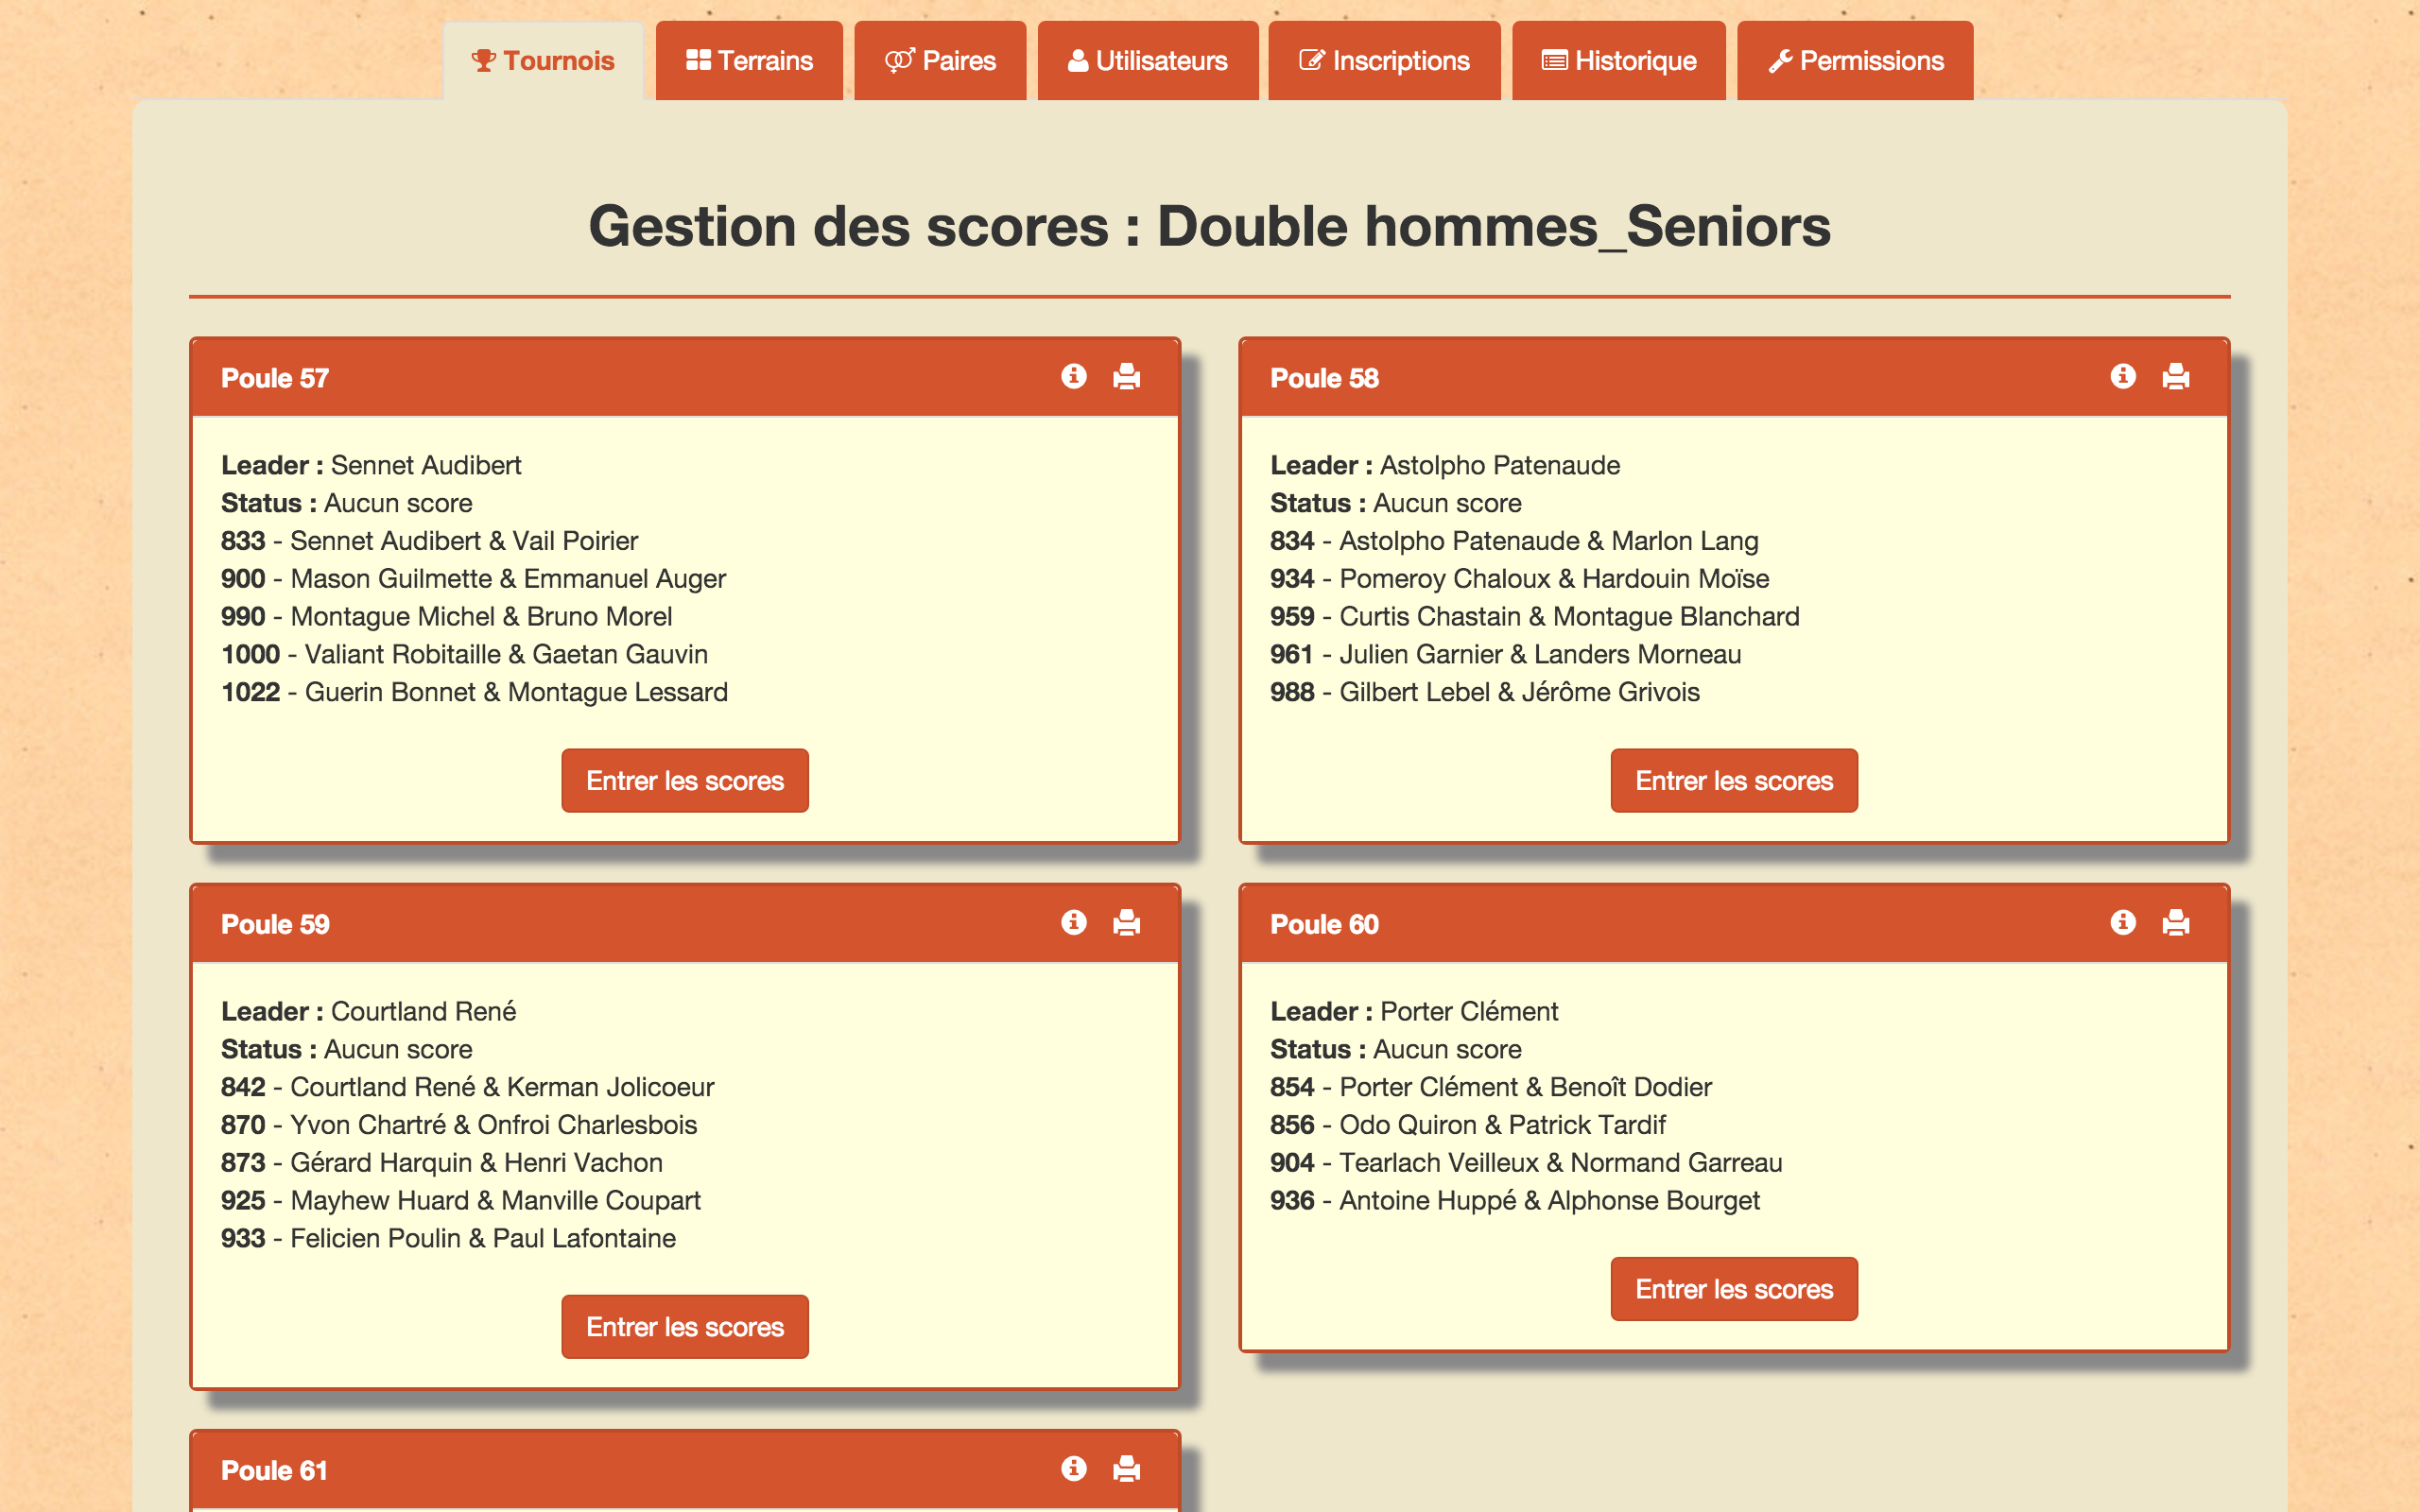 Tournois
Terrains
Paires
Utilisateurs
Inscriptions
Historique
Permissions
Gestion des scores : Double hommes_Seniors
Poule 57
Leader : Sennet Audibert
Status : Aucun score
833 - Sennet Audibert & Vail Poirier
900 - Mason Guilmette & Emmanuel Auger
990 - Montague Michel & Bruno Morel
1000 - Valiant Robitaille & Gaetan Gauvin
1022 - Guerin Bonnet & Montague Lessard
Entrer les scores
Poule 58
Leader : Astolpho Patenaude
Status : Aucun score
834 - Astolpho Patenaude & Marlon Lang
934 - Pomeroy Chaloux & Hardouin Moïse
959 - Curtis Chastain & Montague Blanchard
961 - Julien Garnier & Landers Morneau
988 - Gilbert Lebel & Jérôme Grivois
Entrer les scores
Poule 59
Leader : Courtland René
Status : Aucun score
842 - Courtland René & Kerman Jolicoeur
870 - Yvon Chartré & Onfroi Charlesbois
873 - Gérard Harquin & Henri Vachon
925 - Mayhew Huard & Manville Coupart
933 - Felicien Poulin & Paul Lafontaine
Entrer les scores
Poule 60
Leader : Porter Clément
Status : Aucun score
854 - Porter Clément & Benoît Dodier
856 - Odo Quiron & Patrick Tardif
904 - Tearlach Veilleux & Normand Garreau
936 - Antoine Huppé & Alphonse Bourget
Entrer les scores
Poule 61